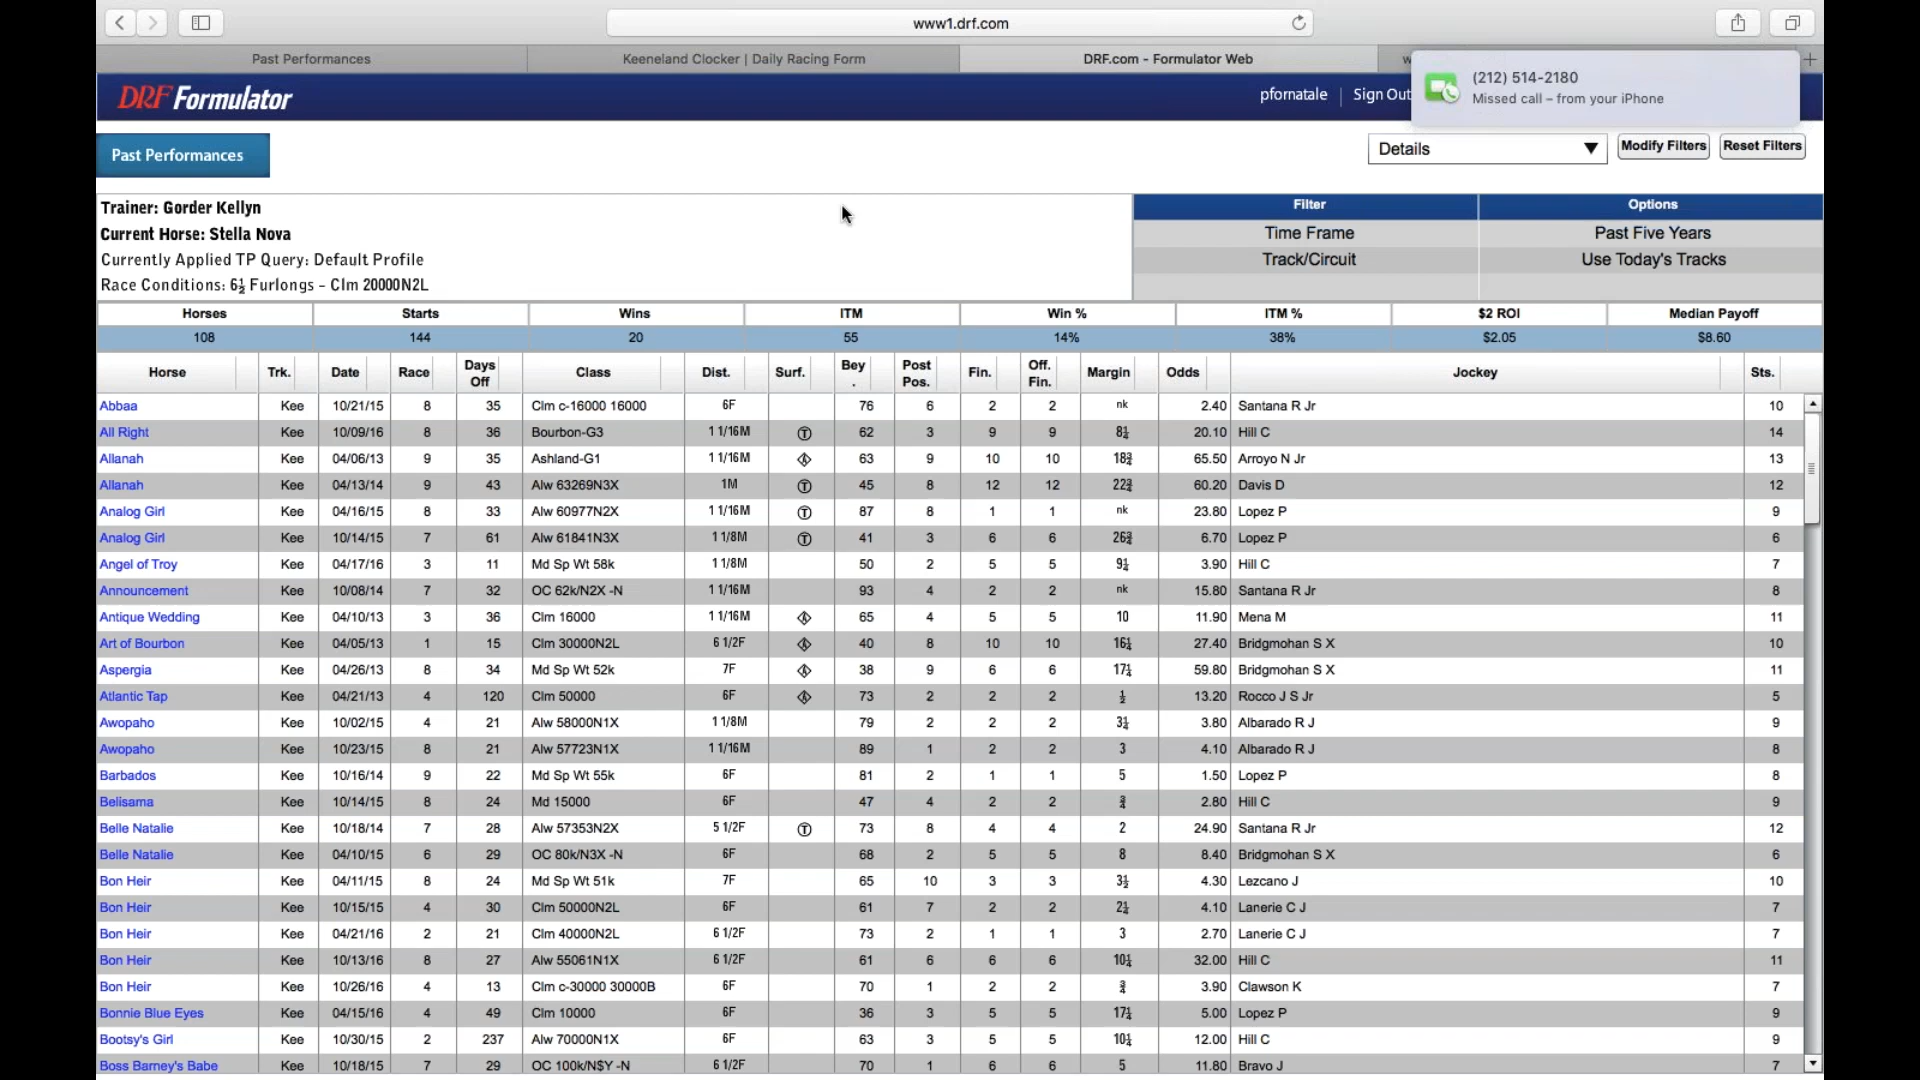 www1.drf.com
Past Performances
Keeneland Clocker | Daily Racing Form
DRF.com - Formulator Web
w
(212) 514-2180
Missed call – from your iPhone
DRF Formulator
pfornatale | Sign Out
Past Performances
Details
Modify Filters
Reset Filters
Trainer: Gorder Kellyn
Current Horse: Stella Nova
Currently Applied TP Query: Default Profile
Race Conditions: 6½ Furlongs - Clm 20000N2L
Filter Options
Time Frame Past Five Years
Track/Circuit Use Today's Tracks
Horses Starts Wins ITM Win % ITM % $2 ROI Median Payoff
108 144 20 55 14% 38% $2.05 $8.60
Horse Trk. Date Race Days Off Class Dist. Surf. Bey. Post Pos. Fin. Off. Fin. Margin Odds Jockey Sts.
Abbaa Kee 10/21/15 8 35 Clm c-16000 16000 6F 76 6 2 2 nk 2.40 Santana R Jr 10
All Right Kee 10/09/16 8 36 Bourbon-G3 1 1/16M T 62 3 9 9 8¼ 20.10 Hill C 14
Allanah Kee 04/06/13 9 35 Ashland-G1 1 1/16M A 63 9 10 10 18¾ 65.50 Arroyo N Jr 13
Allanah Kee 04/13/14 9 43 Alw 63269N3X 1M T 45 8 12 12 22¾ 60.20 Davis D 12
Analog Girl Kee 04/16/15 8 33 Alw 60977N2X 1 1/16M T 87 8 1 1 nk 23.80 Lopez P 9
Analog Girl Kee 10/14/15 7 61 Alw 61841N3X 1 1/8M T 41 3 6 6 26¾ 6.70 Lopez P 6
Angel of Troy Kee 04/17/16 3 11 Md Sp Wt 58k 1 1/8M 50 2 5 5 9¼ 3.90 Hill C 7
Announcement Kee 10/08/14 7 32 OC 62k/N2X -N 1 1/16M 93 4 2 2 nk 15.80 Santana R Jr 8
Antique Wedding Kee 04/10/13 3 36 Clm 16000 1 1/16M A 65 4 5 5 10 11.90 Mena M 11
Art of Bourbon Kee 04/05/13 1 15 Clm 30000N2L 6 1/2F A 40 8 10 10 16¼ 27.40 Bridgmohan S X 10
Aspergia Kee 04/26/13 8 34 Md Sp Wt 52k 7F A 38 9 6 6 17¼ 59.80 Bridgmohan S X 11
Atlantic Tap Kee 04/21/13 4 120 Clm 50000 6F A 73 2 2 2 ½ 13.20 Rocco J S Jr 5
Awopaho Kee 10/02/15 4 21 Alw 58000N1X 1 1/8M 79 2 2 2 3¼ 3.80 Albarado R J 9
Awopaho Kee 10/23/15 8 21 Alw 57723N1X 1 1/16M 89 1 2 2 3 4.10 Albarado R J 8
Barbados Kee 10/16/14 9 22 Md Sp Wt 55k 6F 81 2 1 1 5 1.50 Lopez P 8
Belisama Kee 10/14/15 8 24 Md 15000 6F 47 4 2 2 ¾ 2.80 Hill C 9
Belle Natalie Kee 10/18/14 7 28 Alw 57353N2X 5 1/2F T 73 8 4 4 2 24.90 Santana R Jr 12
Belle Natalie Kee 04/10/15 6 29 OC 80k/N3X -N 6F 68 2 5 5 8 8.40 Bridgmohan S X 6
Bon Heir Kee 04/11/15 8 24 Md Sp Wt 51k 7F 65 10 3 3 3½ 4.30 Lezcano J 10
Bon Heir Kee 10/15/15 4 30 Clm 50000N2L 6F 61 7 2 2 2¼ 4.10 Lanerie C J 7
Bon Heir Kee 04/21/16 2 21 Clm 40000N2L 6 1/2F 73 2 1 1 3 2.70 Lanerie C J 7
Bon Heir Kee 10/13/16 8 27 Alw 55061N1X 6 1/2F 61 6 6 6 10¼ 32.00 Hill C 11
Bon Heir Kee 10/26/16 4 13 Clm c-30000 30000B 6F 70 1 2 2 ¾ 3.90 Clawson K 7
Bonnie Blue Eyes Kee 04/15/16 4 49 Clm 10000 6F 36 3 5 5 17¼ 5.00 Lopez P 9
Bootsy's Girl Kee 10/30/15 2 237 Alw 70000N1X 6F 63 3 5 5 10¼ 12.00 Hill C 9
Boss Barney's Babe Kee 10/18/15 7 29 OC 100k/N$Y -N 6 1/2F 70 1 6 6 5 11.80 Bravo J 7